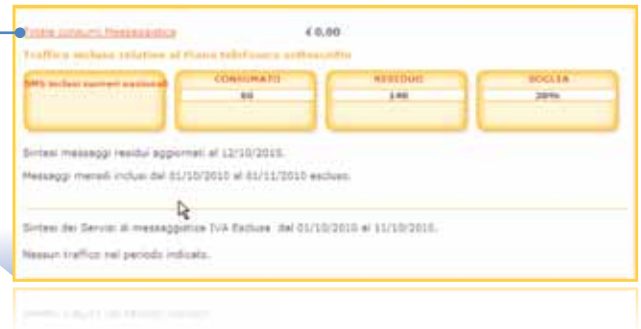 Totale consumi Messaggistica € 0,00
Traffico incluso relativo al Piano telefonico sottoscritto
SMS inclusi numeri nazionali
CONSUMATO
60
RESIDUO
140
SOGLIA
30%
Sintesi messaggi residui aggiornati al 12/10/2010.
Messaggi mensili inclusi dal 01/10/2010 al 01/11/2010 escluso.
Sintesi dei Servizi di messaggistica IVA Esclusa dal 01/10/2010 al 11/10/2010.
Nessun traffico nel periodo indicato.